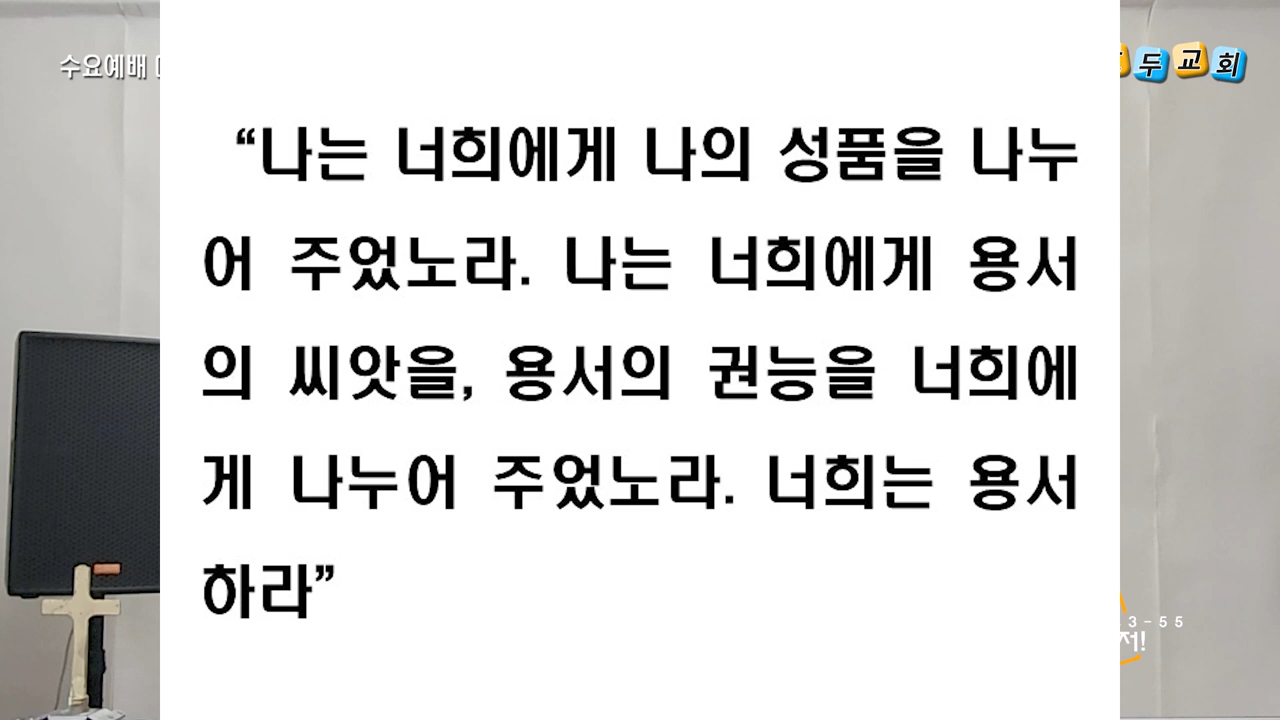 수요예배
두교회
“나는 너희에게 나의 성품을 나누
어 주었노라. 나는 너희에게 용서
의 씨앗을, 용서의 권능을 너희에
게 나누어 주었노라. 너희는 용서
하라”
3-55
저!